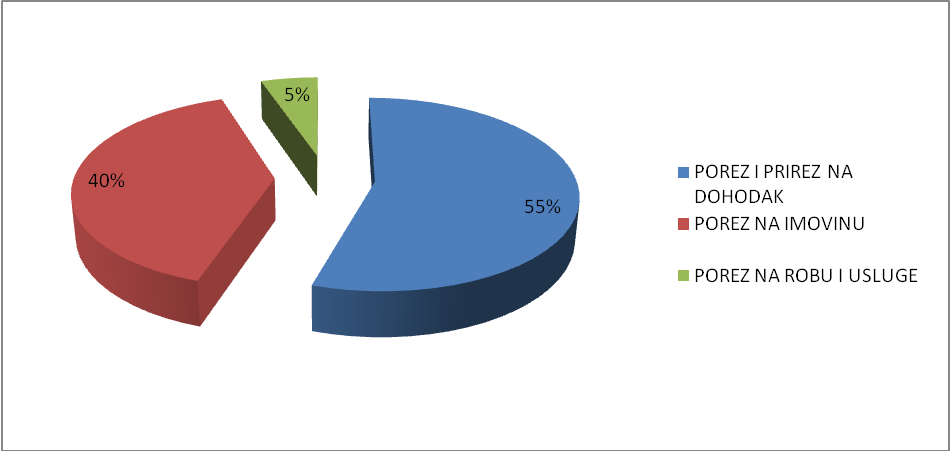 5%
40%
55%
POREZ I PRIREZ NA
DOHODAK
POREZ NA IMOVINU
POREZ NA ROBU I USLUGE